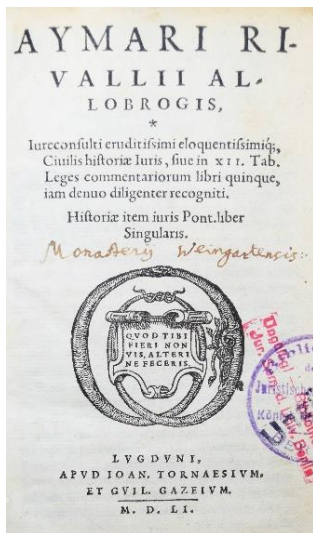 AYMARI RI-
VALLII AL-
LOBROGIS,
*
Iureconsulti eruditissimi eloquentissimiq;,
Ciuilis historiæ Iuris, siue in XII. Tab.
Leges commentariorum libri quinque,
iam denuo diligenter recogniti.
Historiæ item iuris Pont. liber
Singularis.
Monasterij Weingartensis
QVOD TIBI
FIERI NON
VIS, ALTERI
NE FECERIS.
LVGDVNI,
APVD IOAN. TORNAESIVM.
ET GVIL. GAZEIVM.
M. D. LI.